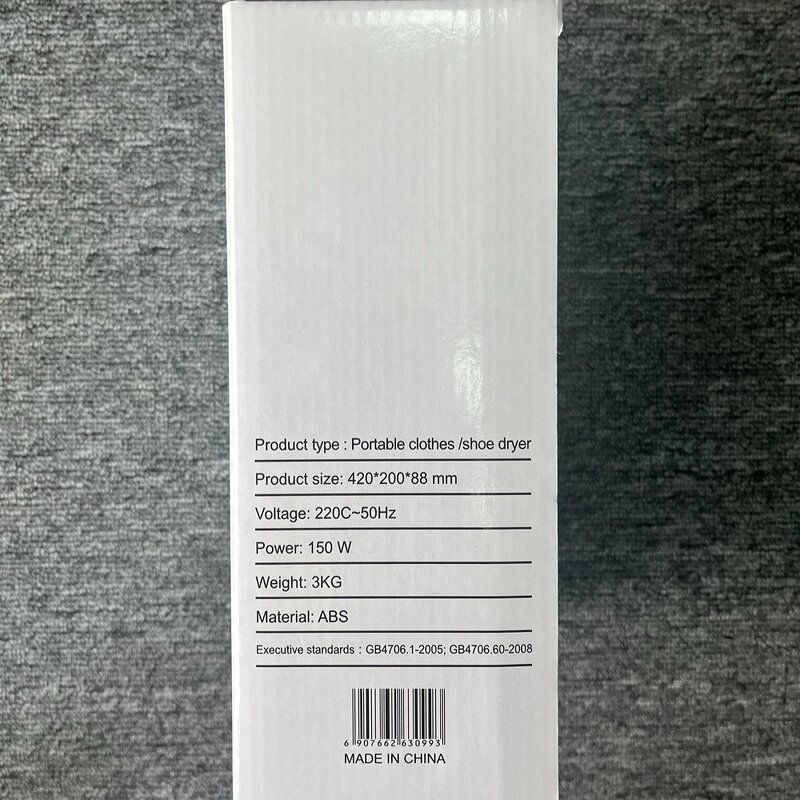 Product type : Portable clothes /shoe dryer
Product size: 420*200*88 mm
Voltage: 220C~50Hz
Power: 150 W
Weight: 3KG
Material: ABS
Executive standards : GB4706.1-2005; GB4706.60-2008
6 907662 630993
MADE IN CHINA